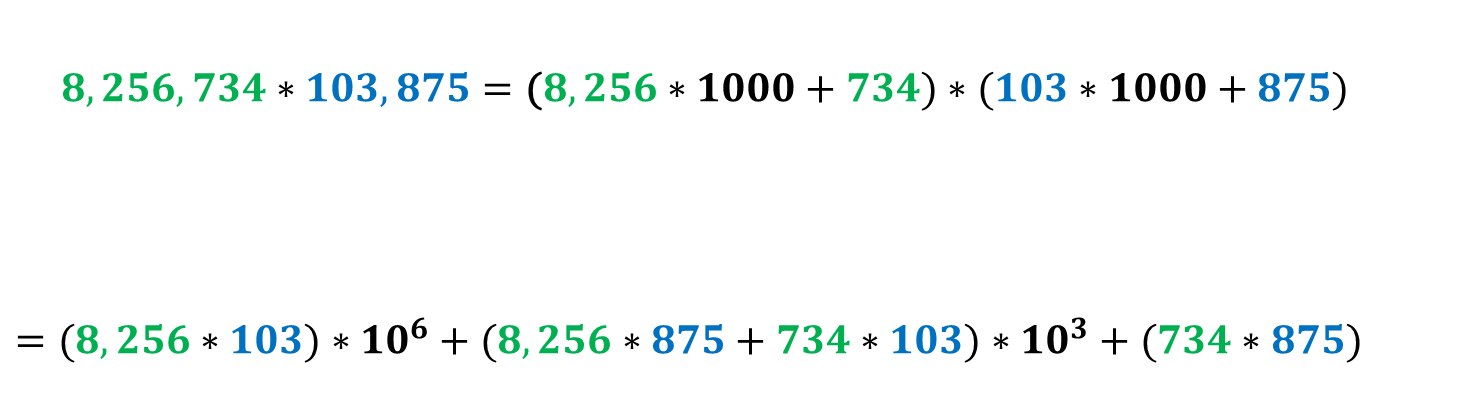 8,256,734 * 103,875 = (8,256 * 1000 + 734) * (103 * 1000 + 875)
= (8,256 * 103) * 10⁶ + (8,256 * 875 + 734 * 103) * 10³ + (734 * 875)